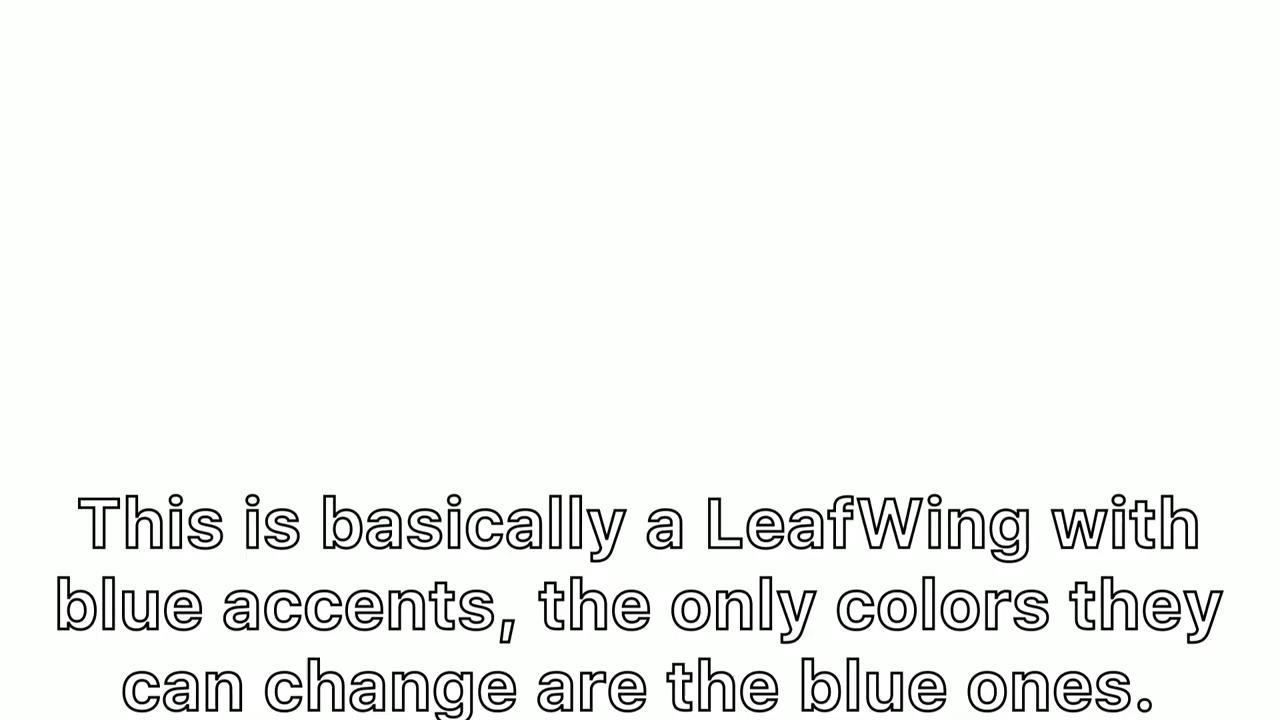 This is basically a LeafWing with
blue accents, the only colors they
can change are the blue ones.